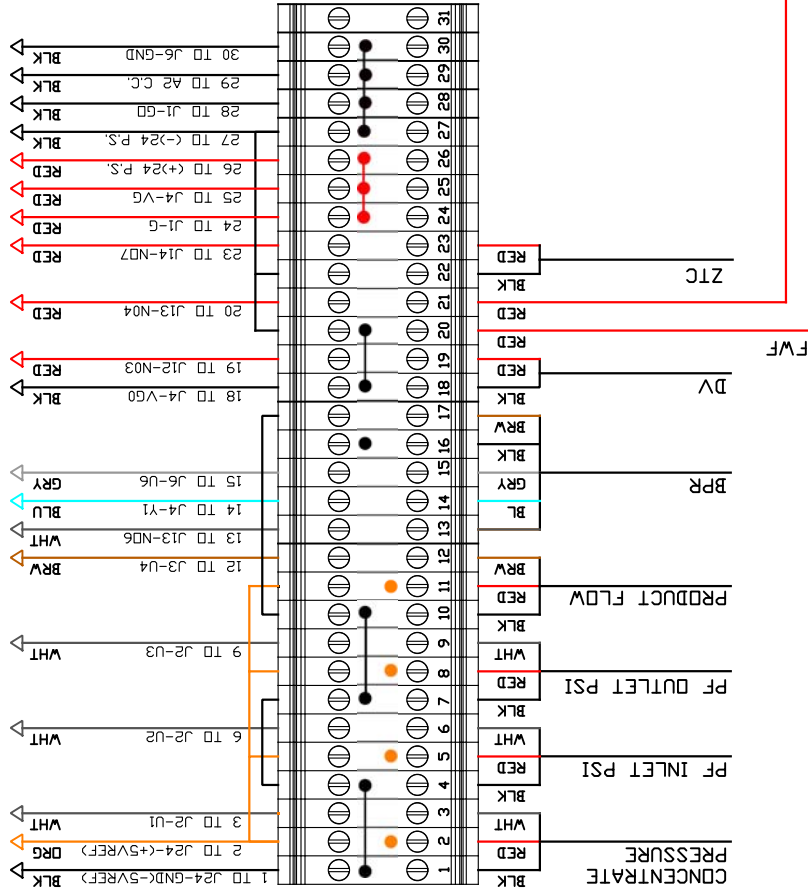 CONCENTRATE
PRESSURE
BLK
RED
WHT
PF INLET PSI
BLK
RED
WHT
PF OUTLET PSI
BLK
RED
WHT
PRODUCT FLOW
BLK
RED
BRW
BPR
BL
GRY
BLK
BRW
DV
BLK
RED
FWF
RED
RED
ZTC
BLK
RED
1
2
3
4
5
6
7
8
9
10
11
12
13
14
15
16
17
18
19
20
21
22
23
24
25
26
27
28
29
30
31
1 TO J24-GND(-5VREF) BLK
2 TO J24-(+5VREF) ORG
3 TO J2-U1 WHT
6 TO J2-U2 WHT
9 TO J2-U3 WHT
12 TO J3-U4 BRW
13 TO J13-NO6 WHT
14 TO J4-Y1 BLU
15 TO J6-U6 GRY
18 TO J4-VG0 BLK
19 TO J12-N03 RED
20 TO J13-N04 RED
23 TO J14-NO7 RED
24 TO J1-G RED
25 TO J4-VG RED
26 TO (+)24 P.S. RED
27 TO (-)24 P.S. BLK
28 TO J1-GO BLK
29 TO A2 C.C. BLK
30 TO J6-GND BLK